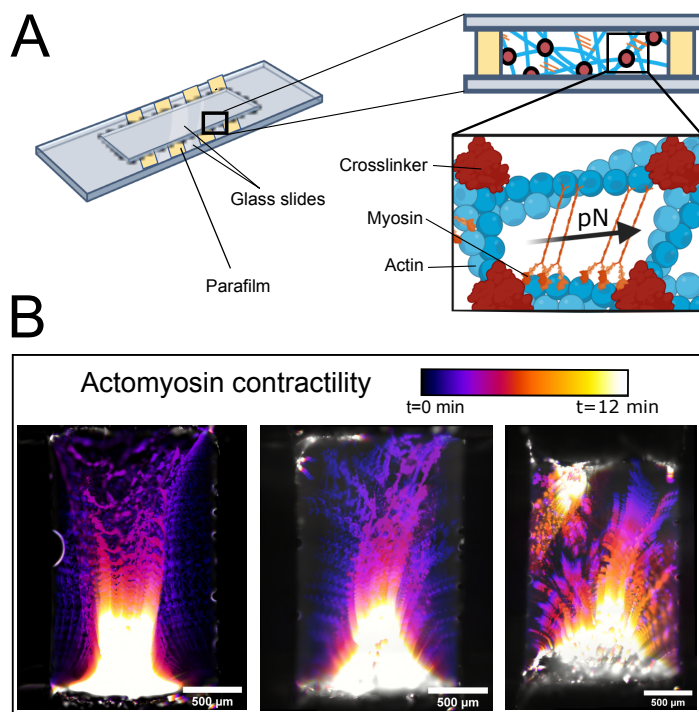 A
Glass slides
Parafilm
Crosslinker
Myosin
Actin
pN
B
Actomyosin contractility
t=0 min
t=12 min
500 µm
500 µm
500 µm